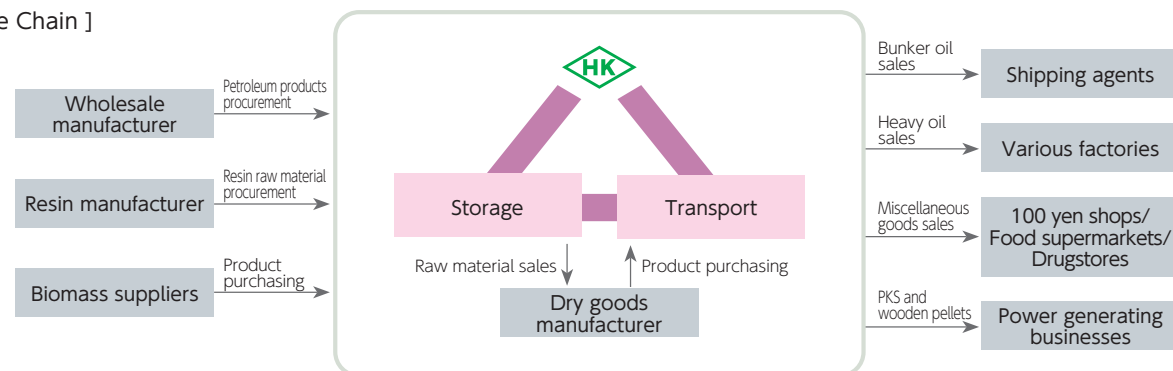 e Chain ]
Wholesale
manufacturer
Petroleum products
procurement
Resin manufacturer
Resin raw material
procurement
Biomass suppliers
Product
purchasing
HK
Storage
Transport
Raw material sales
Product purchasing
Dry goods
manufacturer
Bunker oil
sales
Shipping agents
Heavy oil
sales
Various factories
Miscellaneous
goods sales
100 yen shops/
Food supermarkets/
Drugstores
PKS and
wooden pellets
Power generating
businesses